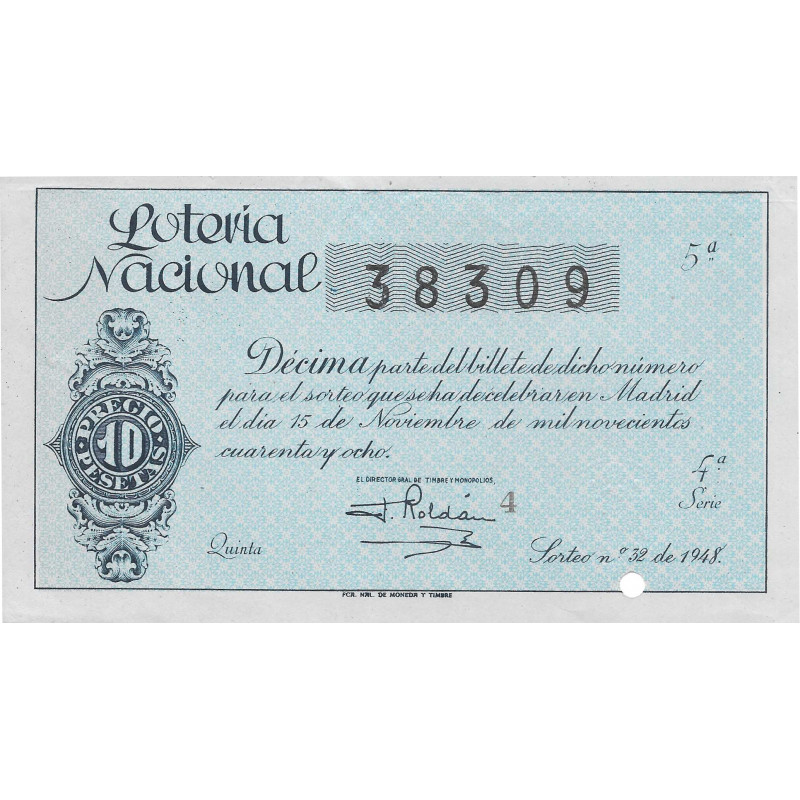 Lotería
Nacional
38309
5ª
Décima parte del billete de dicho número
para el sorteo que se ha de celebrar en Madrid
el día 15 de Noviembre de mil novecientos
cuarenta y ocho.
PRECIO
10
PESETAS
EL DIRECTOR GRAL DE TIMBRE Y MONOPOLIOS,
J. Roldán
4
4ª
Serie
Quinta
Sorteo nº 32 de 1948.
FCA. NAL. DE MONEDA Y TIMBRE